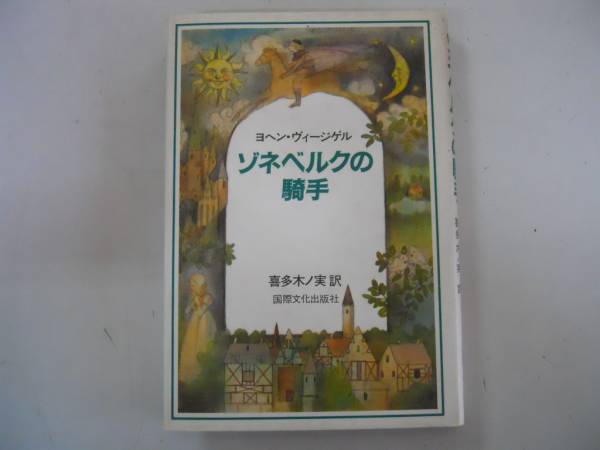 ヨヘン・ヴィージゲル
ゾネベルクの
騎手
喜多木ノ実 訳
国際文化出版社